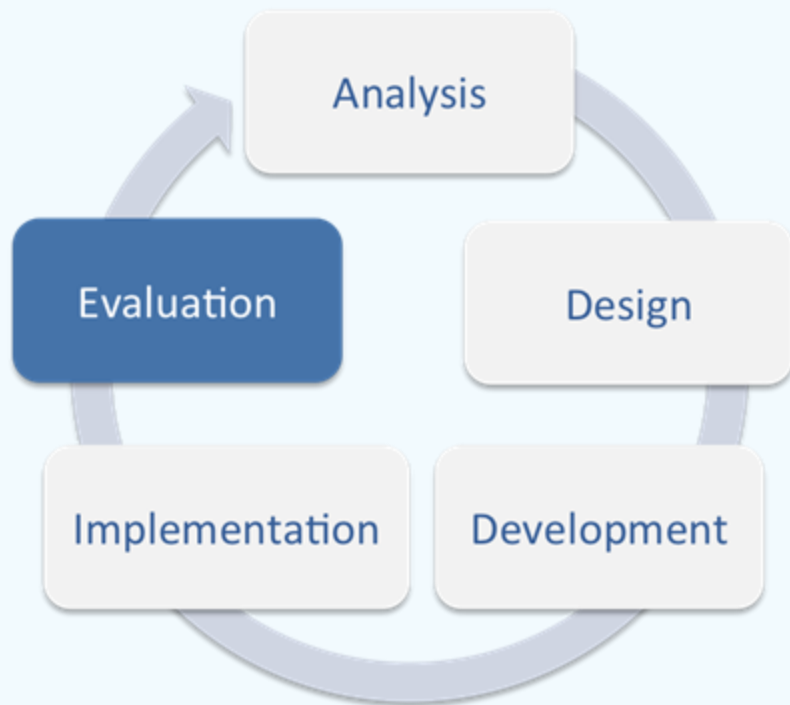 Analysis
Evaluation
Design
Implementation
Development